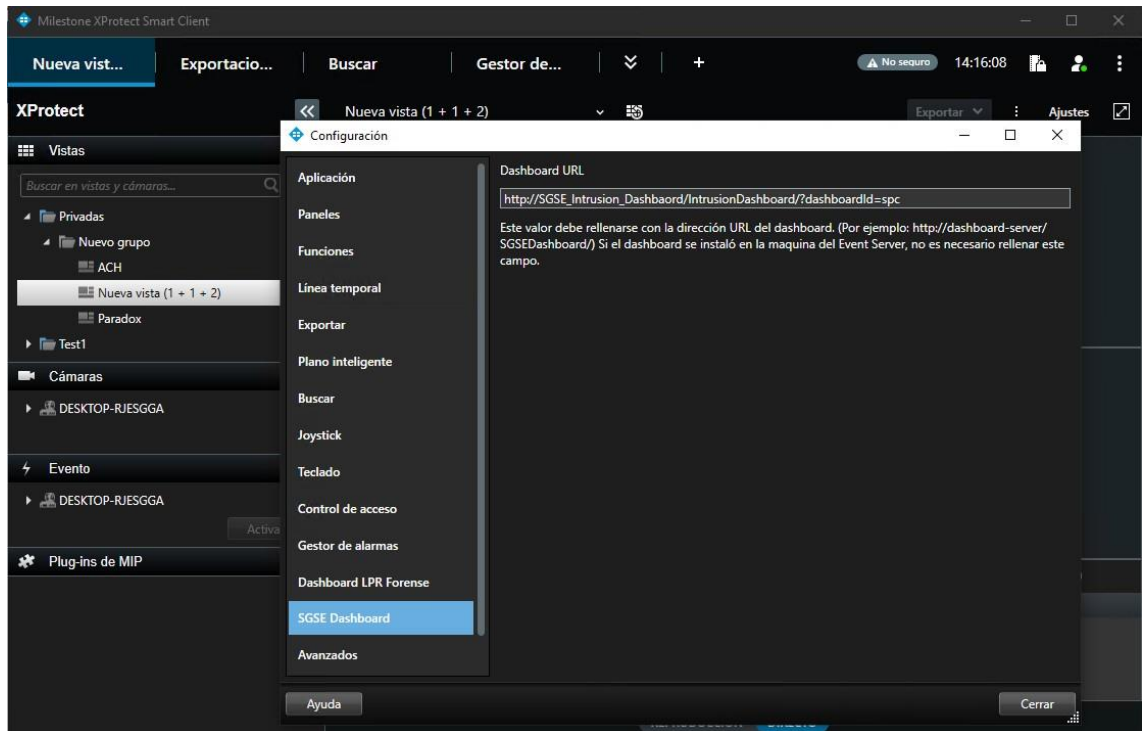 Milestone XProtect Smart Client
Nueva vist...
Exportacio...
Buscar
Gestor de...
No seguro
14:16:08
XProtect
Nueva vista (1 + 1 + 2)
Exportar
Ajustes
Vistas
Buscar en vistas y cámaras...
Privadas
Nuevo grupo
ACH
Nueva vista (1 + 1 + 2)
Paradox
Test1
Cámaras
DESKTOP-RJESGGA
Evento
DESKTOP-RJESGGA
Activa
Plug-ins de MIP
Configuración
Aplicación
Paneles
Funciones
Línea temporal
Exportar
Plano inteligente
Buscar
Joystick
Teclado
Control de acceso
Gestor de alarmas
Dashboard LPR Forense
SGSE Dashboard
Avanzados
Dashboard URL
http://SGSE_Intrusion_Dashbaord/IntrusionDashboard/?dashboardId=spc
Este valor debe rellenarse con la dirección URL del dashboard. (Por ejemplo: http://dashboard-server/
SGSEDashboard/) Si el dashboard se instaló en la maquina del Event Server, no es necesario rellenar este
campo.
Ayuda
Cerrar